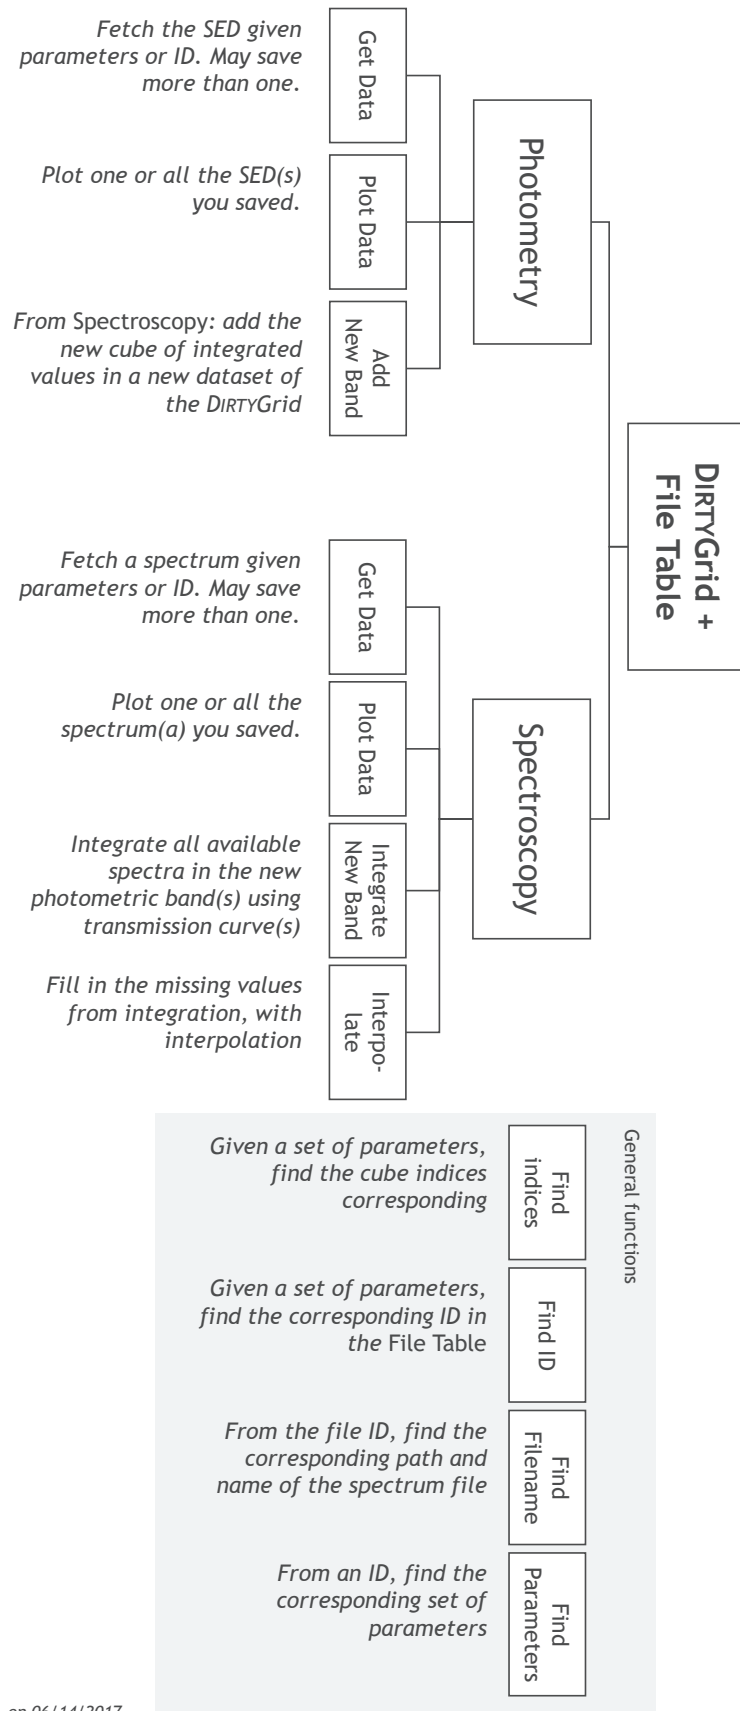 DIRTYGrid +
File Table
Photometry
Get Data
Fetch the SED given
parameters or ID. May save
more than one.
Plot Data
Plot one or all the SED(s)
you saved.
Add
New Band
From Spectroscopy: add the
new cube of integrated
values in a new dataset of
the DIRTYGrid
Spectroscopy
Get Data
Fetch a spectrum given
parameters or ID. May save
more than one.
Plot Data
Plot one or all the
spectrum(a) you saved.
Integrate
New Band
Integrate all available
spectra in the new
photometric band(s) using
transmission curve(s)
Interpo-
late
Fill in the missing values
from integration, with
interpolation
General functions
Find
indices
Given a set of parameters,
find the cube indices
corresponding
Find ID
Given a set of parameters,
find the corresponding ID in
the File Table
Find
Filename
From the file ID, find the
corresponding path and
name of the spectrum file
Find
Parameters
From an ID, find the
corresponding set of
parameters
on 06/14/2017